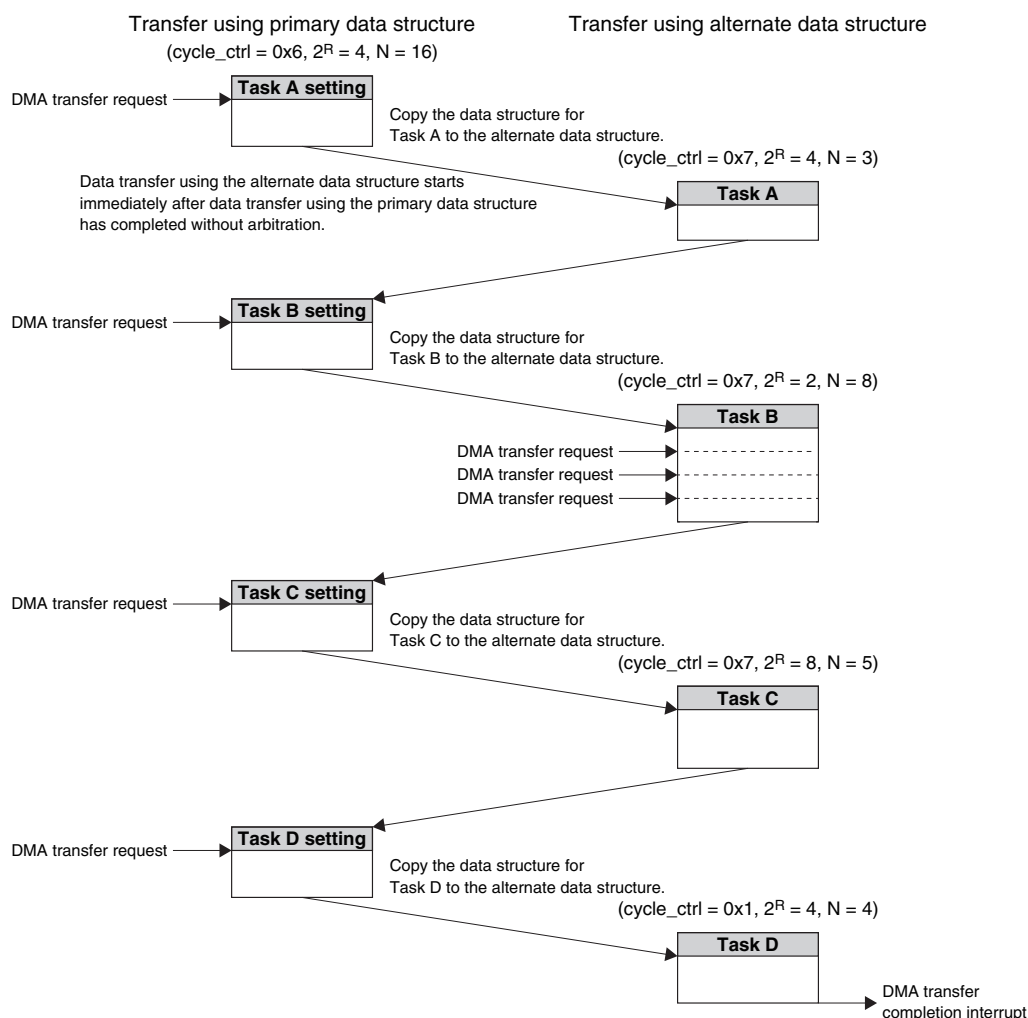 Transfer using primary data structure
Transfer using alternate data structure
(cycle_ctrl = 0x6, 2ᴿ = 4, N = 16)
Task A setting
DMA transfer request
Copy the data structure for
Task A to the alternate data structure.
(cycle_ctrl = 0x7, 2ᴿ = 4, N = 3)
Data transfer using the alternate data structure starts
immediately after data transfer using the primary data structure
has completed without arbitration.
Task A
Task B setting
DMA transfer request
Copy the data structure for
Task B to the alternate data structure.
(cycle_ctrl = 0x7, 2ᴿ = 2, N = 8)
Task B
DMA transfer request
DMA transfer request
DMA transfer request
Task C setting
DMA transfer request
Copy the data structure for
Task C to the alternate data structure.
(cycle_ctrl = 0x7, 2ᴿ = 8, N = 5)
Task C
Task D setting
DMA transfer request
Copy the data structure for
Task D to the alternate data structure.
(cycle_ctrl = 0x1, 2ᴿ = 4, N = 4)
Task D
DMA transfer
completion interrupt